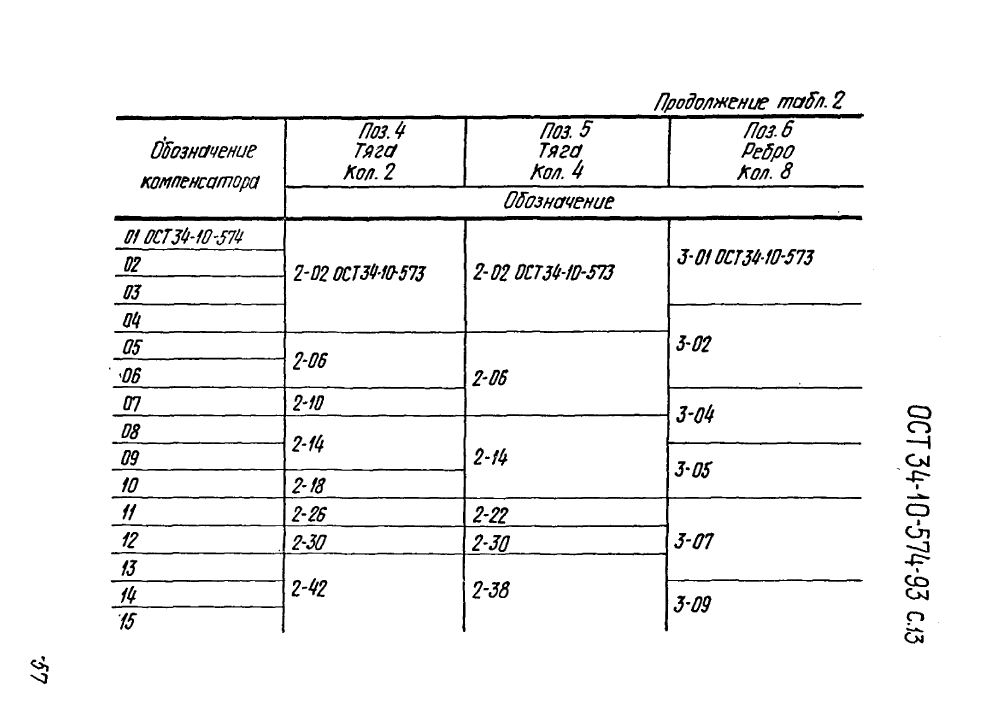 Продолжение табл. 2
Обозначение компенсатора | Поз. 4 Тяга Кол. 2 | Поз. 5 Тяга Кол. 4 | Поз. 6 Ребро Кол. 8
Обозначение
01 ОСТ 34-10-574 | 2-02 ОСТ 34-10-573 | 2-02 ОСТ 34-10-573 | 3-01 ОСТ 34-10-573
02
03
04 | 3-02
05 | 2-06 | 2-06
06
07 | 2-10 | 3-04
08 | 2-14 | 2-14
09 | 3-05
10 | 2-18
11 | 2-26 | 2-22 | 3-07
12 | 2-30 | 2-30
13 | 2-42 | 2-38
14 | 3-09
15
ОСТ 34-10-574-93 С.13
57